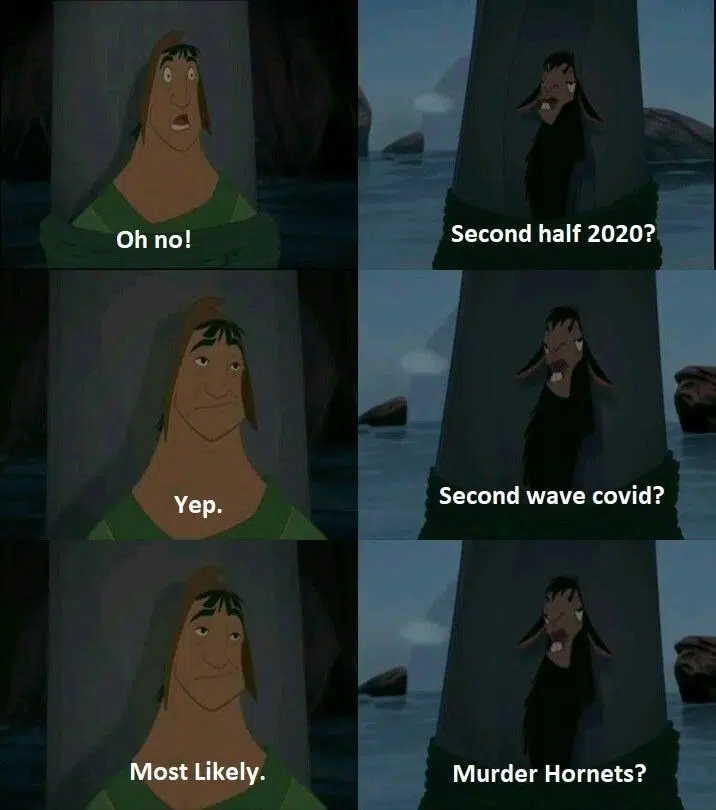 Oh no!
Second half 2020?
Yep.
Second wave covid?
Most Likely.
Murder Hornets?